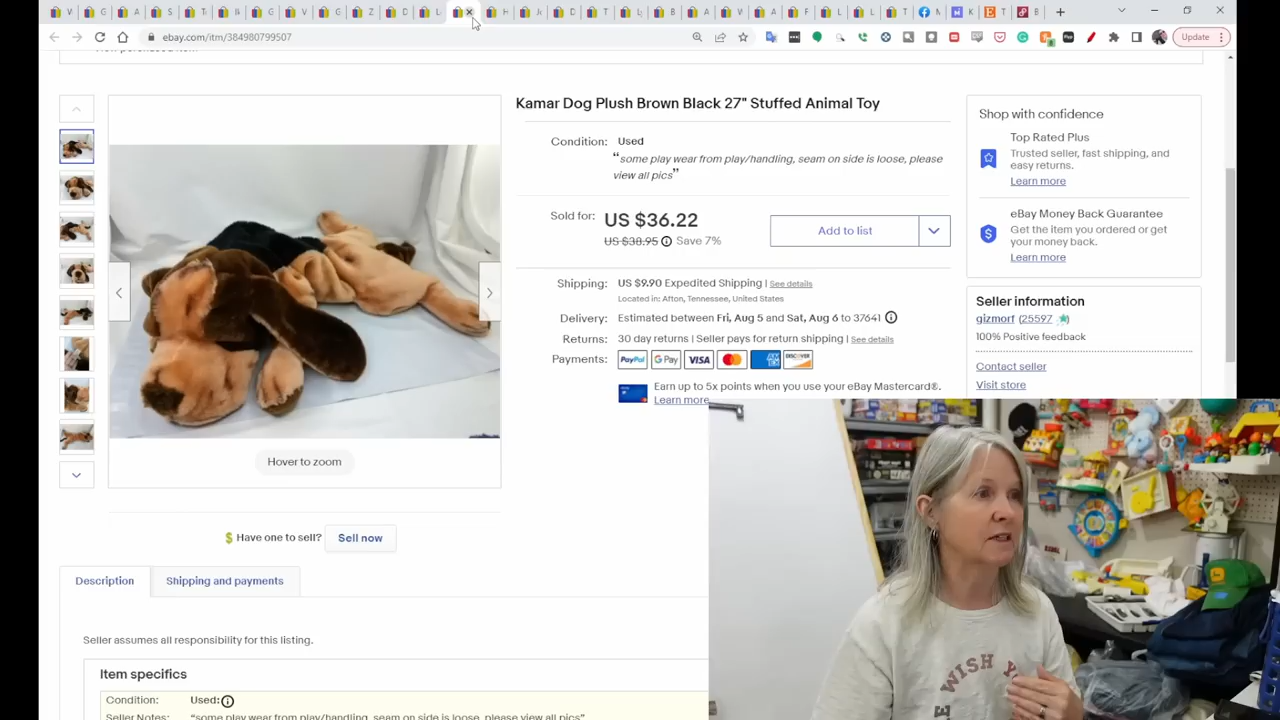 ebay.com/itm/384980799507
Update
Kamar Dog Plush Brown Black 27" Stuffed Animal Toy
Condition: Used
“some play wear from play/handling, seam on side is loose, please
view all pics”
Sold for: US $36.22
US $38.95 Save 7%
Add to list
Shipping: US $9.90 Expedited Shipping | See details
Located in: Afton, Tennessee, United States
Delivery: Estimated between Fri, Aug 5 and Sat, Aug 6 to 37641
Returns: 30 day returns | Seller pays for return shipping | See details
Payments: PayPal G Pay VISA DISCOVER
Earn up to 5x points when you use your eBay Mastercard®.
Learn more
Shop with confidence
Top Rated Plus
Trusted seller, fast shipping, and
easy returns.
Learn more
eBay Money Back Guarantee
Get the item you ordered or get
your money back.
Learn more
Seller information
gizmorf (25597)
100% Positive feedback
Contact seller
Visit store
Hover to zoom
Have one to sell? Sell now
Description
Shipping and payments
Seller assumes all responsibility for this listing.
Item specifics
Condition: Used:
Seller Notes: “some play wear from play/handling, seam on side is loose, please view all pics”
WISH YO